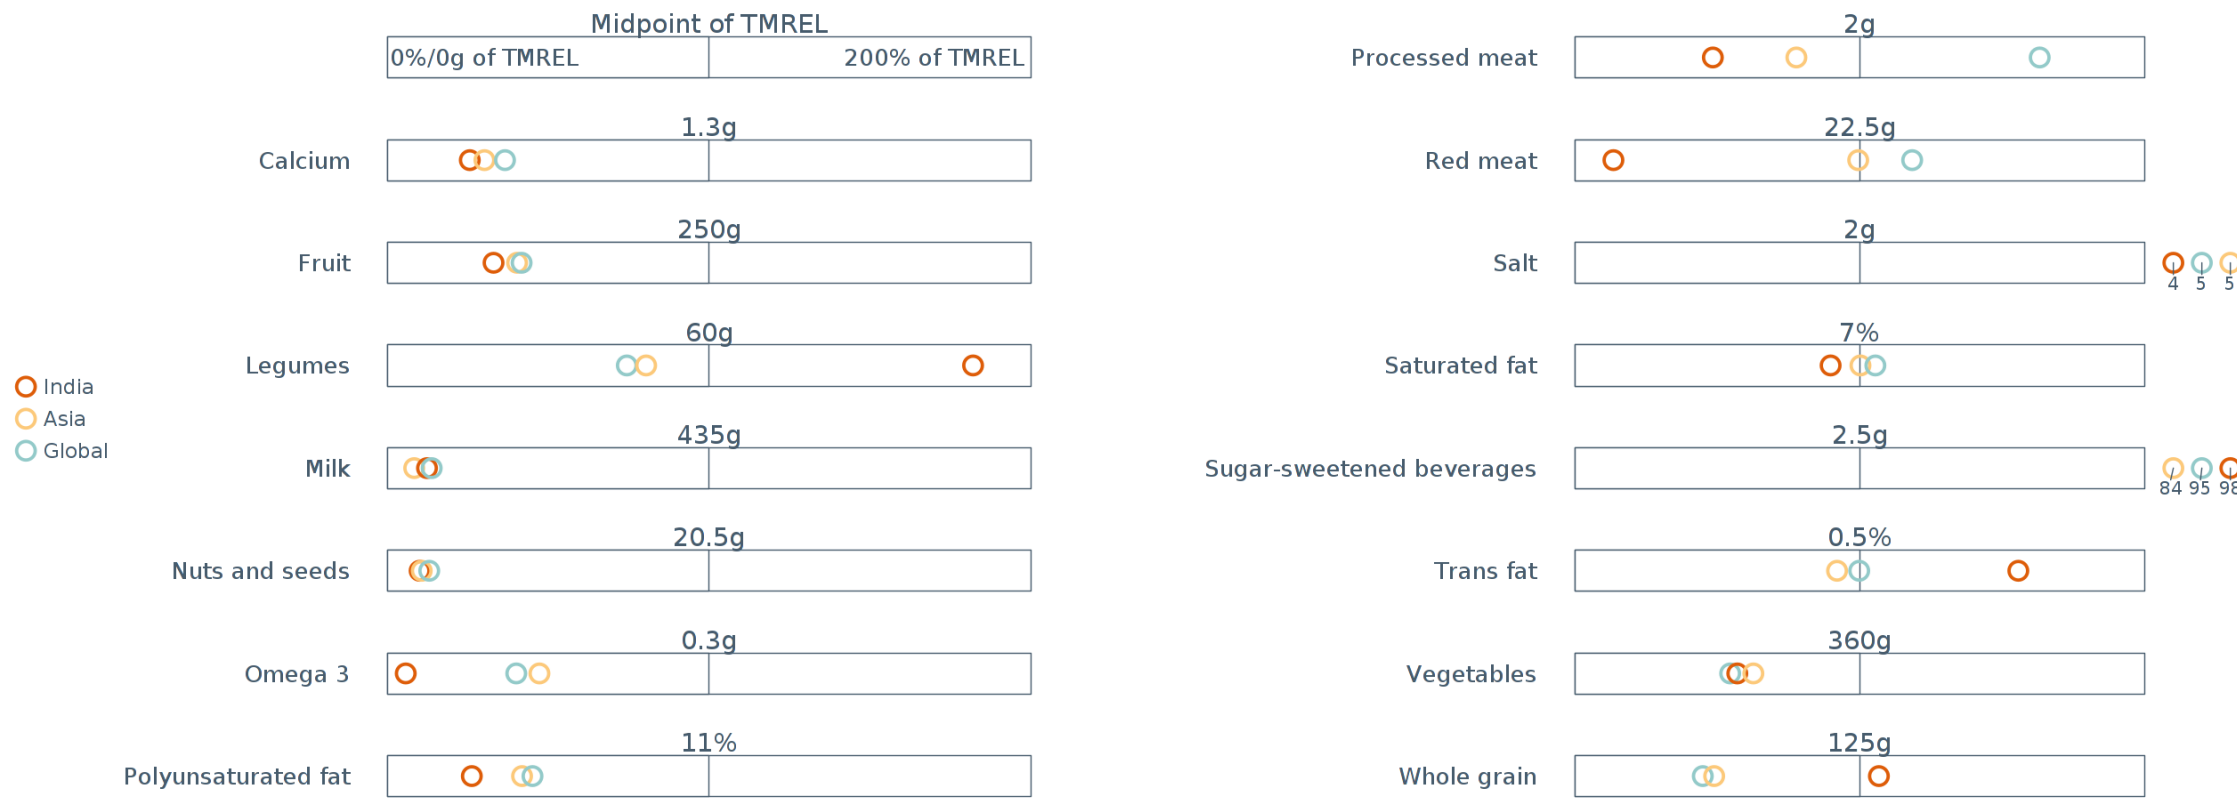 Midpoint of TMREL
0%/0g of TMREL 200% of TMREL
1.3g
Calcium
250g
Fruit
60g
Legumes
435g
Milk
20.5g
Nuts and seeds
0.3g
Omega 3
11%
Polyunsaturated fat
India
Asia
Global
2g
Processed meat
22.5g
Red meat
2g
Salt
4 5 5
7%
Saturated fat
2.5g
Sugar-sweetened beverages
84 95 98
0.5%
Trans fat
360g
Vegetables
125g
Whole grain